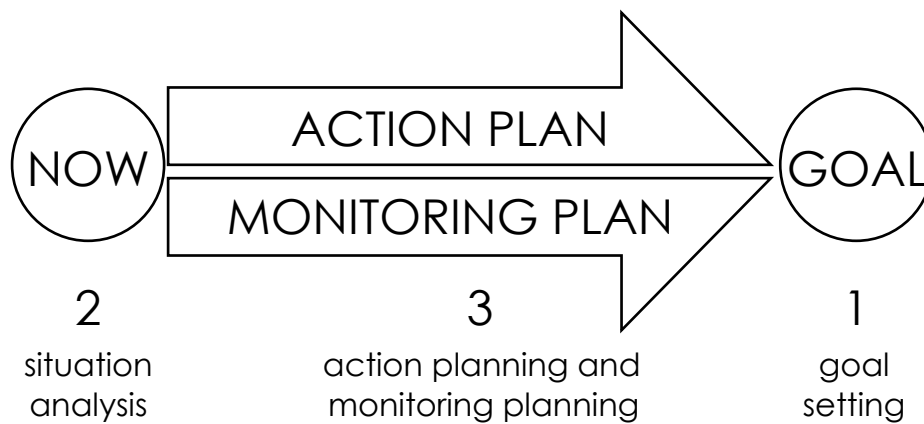 ACTION PLAN
NOW
GOAL
MONITORING PLAN
2
3
1
situation
analysis
action planning and
monitoring planning
goal
setting